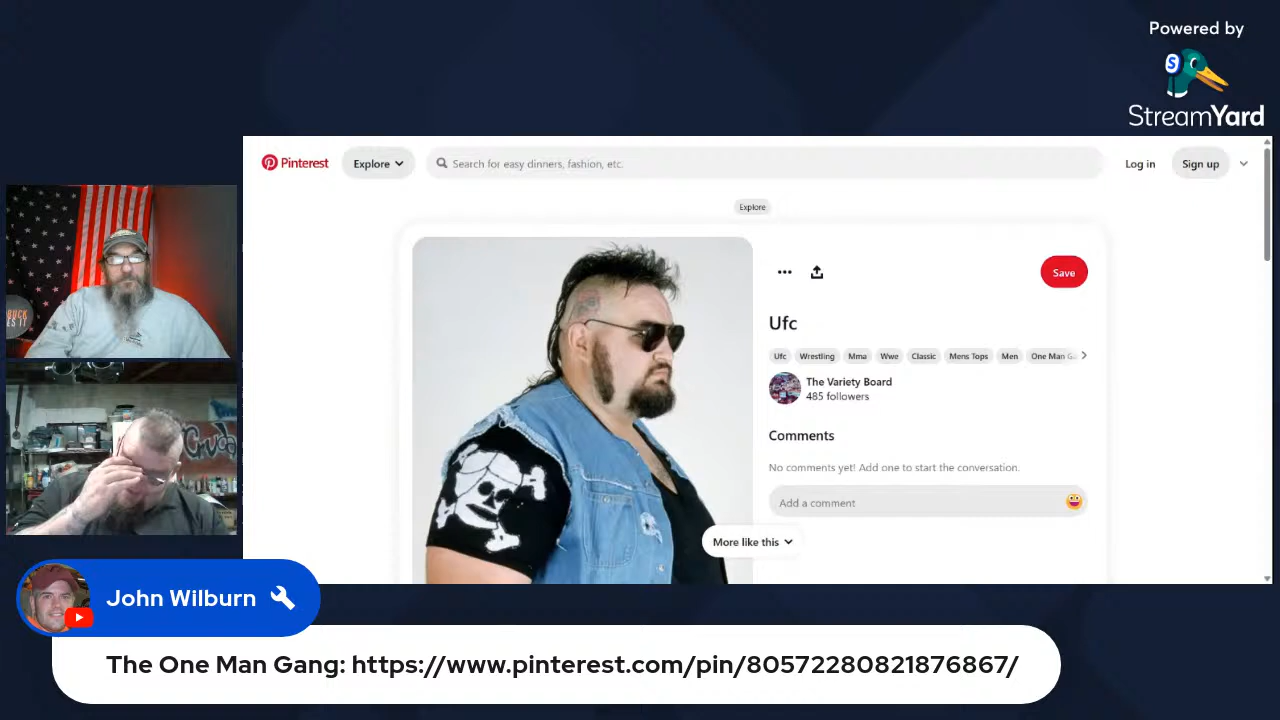 Powered by
StreamYard
Pinterest
Explore
Search for easy dinners, fashion, etc.
Log in
Sign up
Explore
Save
Ufc
Ufc
Wrestling
Mma
Wwe
Classic
Mens Tops
Men
One Man
The Variety Board
485 followers
Comments
No comments yet! Add one to start the conversation.
Add a comment
More like this
John Wilburn
The One Man Gang: https://www.pinterest.com/pin/80572280821876867/